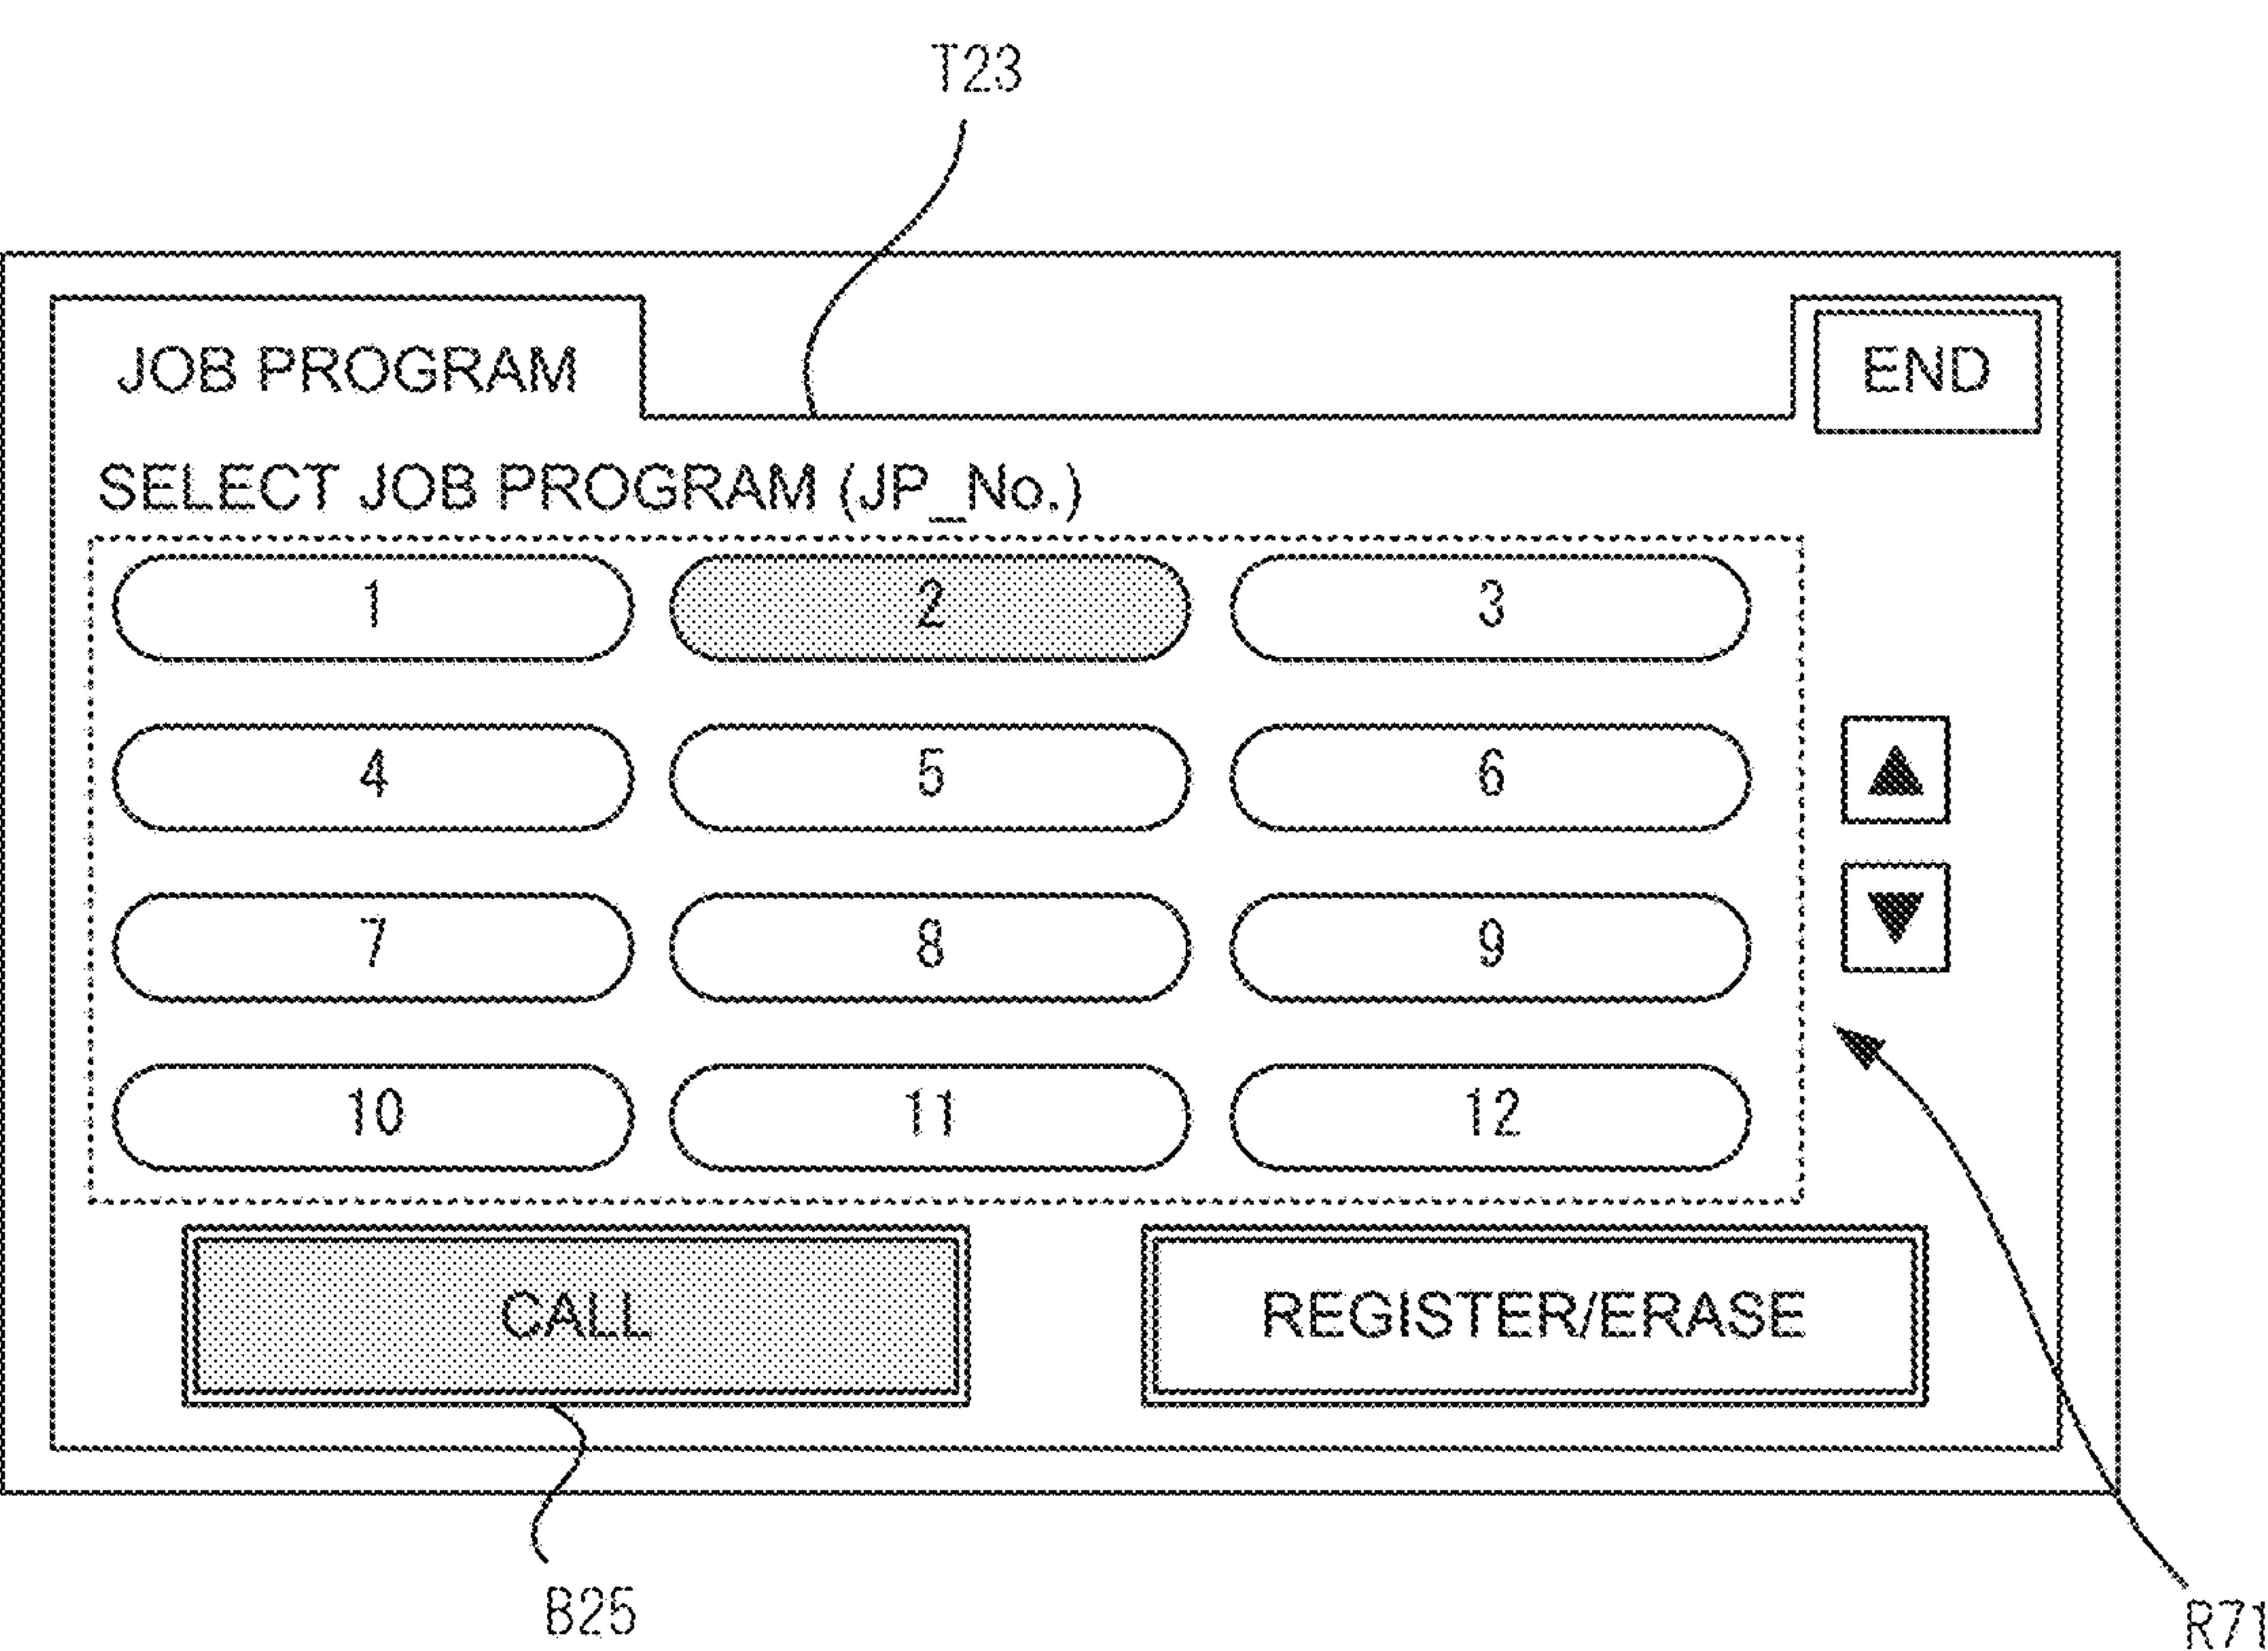 T23
JOB PROGRAM
END
SELECT JOB PROGRAM (JP_No.)
1 2 3
4 5 6
7 8 9
10 11 12
▲
▼
CALL
REGISTER/ERASE
B25
R71